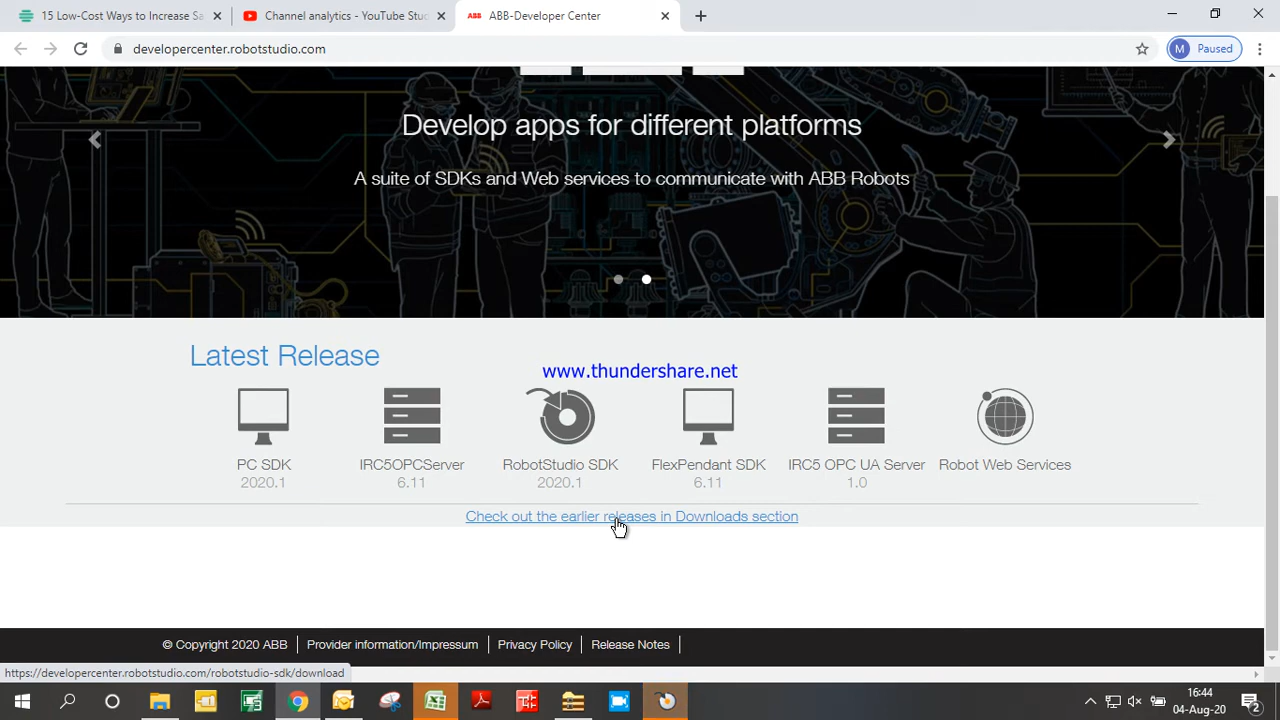 15 Low-Cost Ways to Increase Sa
Channel analytics - YouTube Stud
ABB
ABB-Developer Center
developercenter.robotstudio.com
M
Paused
Develop apps for different platforms
A suite of SDKs and Web services to communicate with ABB Robots
Latest Release
www.thundershare.net
PC SDK
2020.1
IRC5OPCServer
6.11
RobotStudio SDK
2020.1
FlexPendant SDK
6.11
IRC5 OPC UA Server
1.0
Robot Web Services
Check out the earlier releases in Downloads section
© Copyright 2020 ABB
Provider information/Impressum
Privacy Policy
Release Notes
https://developercenter.robotstudio.com/robotstudio-sdk/download
16:44
04-Aug-20
2